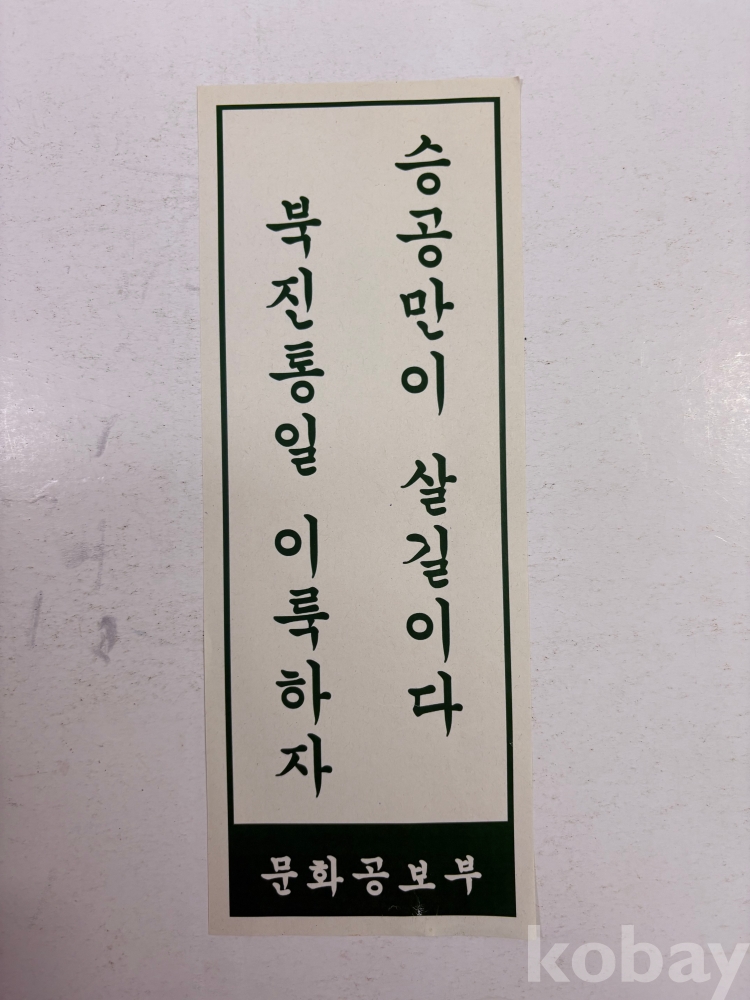 승공만이 살길이다
북진통일 이룩하자
문화공보부
kobay